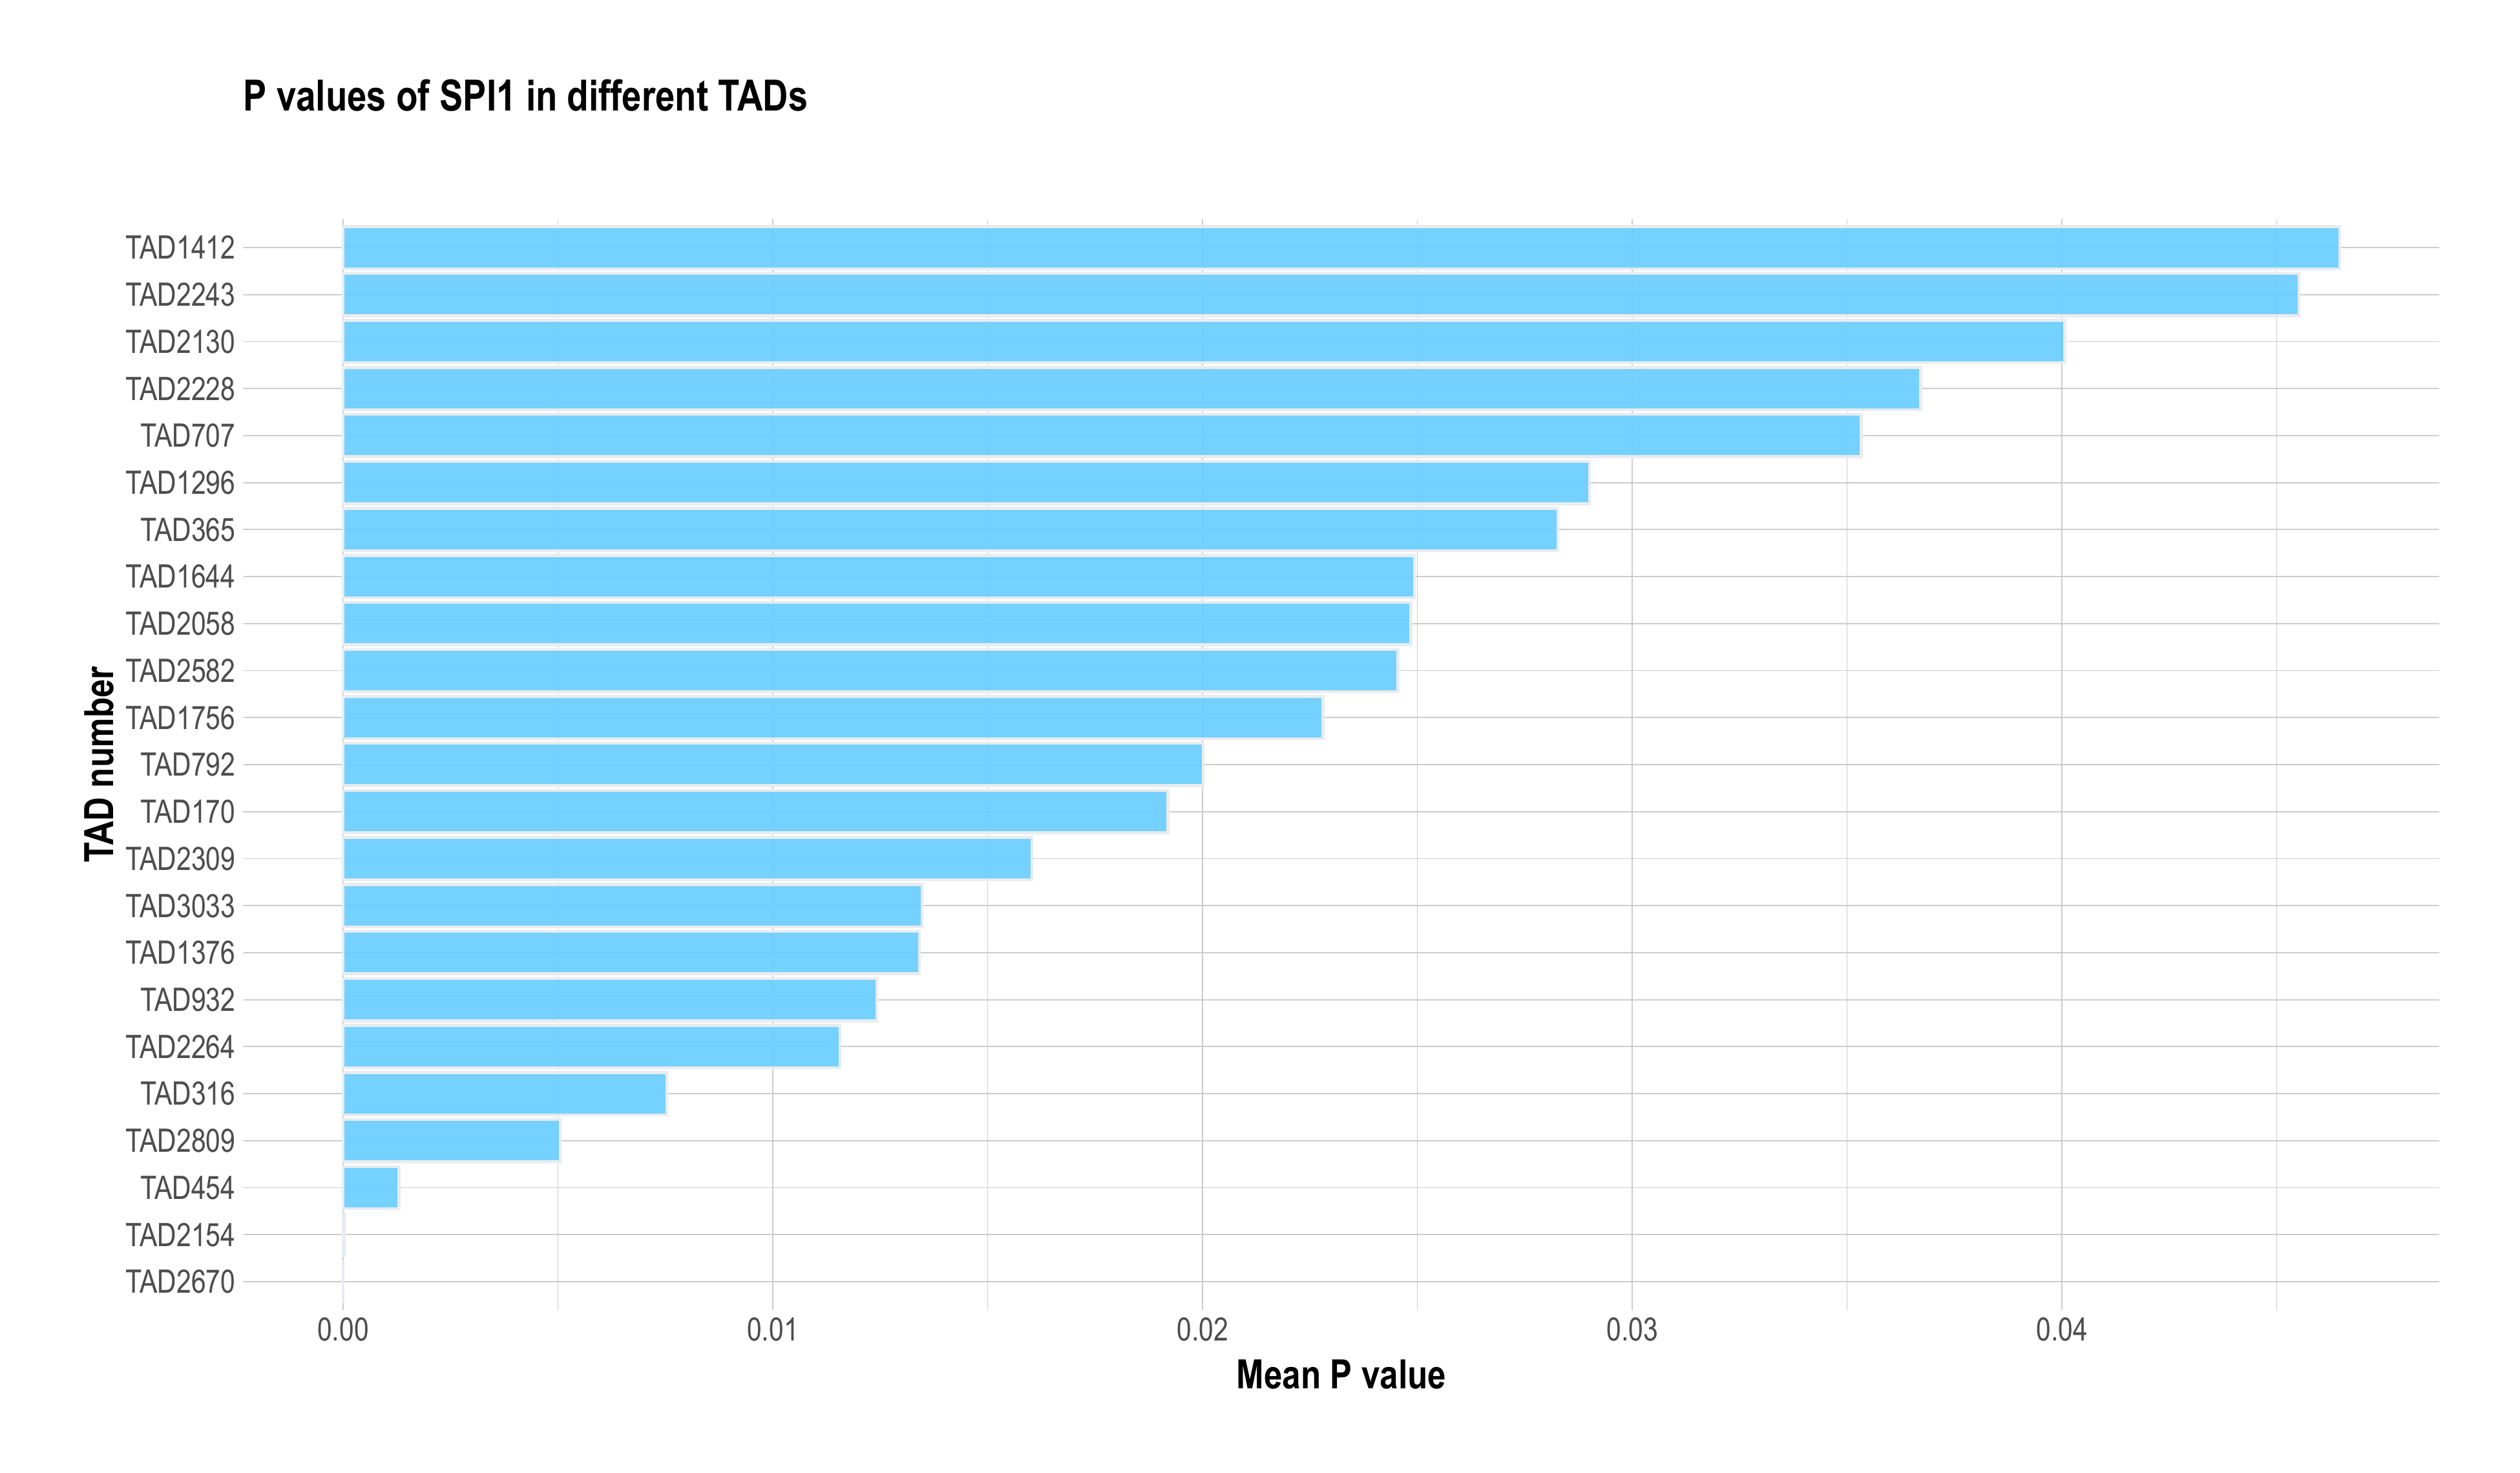 P values of SPI1 in different TADs
TAD number
TAD1412
TAD2243
TAD2130
TAD2228
TAD707
TAD1296
TAD365
TAD1644
TAD2058
TAD2582
TAD1756
TAD792
TAD170
TAD2309
TAD3033
TAD1376
TAD932
TAD2264
TAD316
TAD2809
TAD454
TAD2154
TAD2670
0.00 0.01 0.02 0.03 0.04
Mean P value